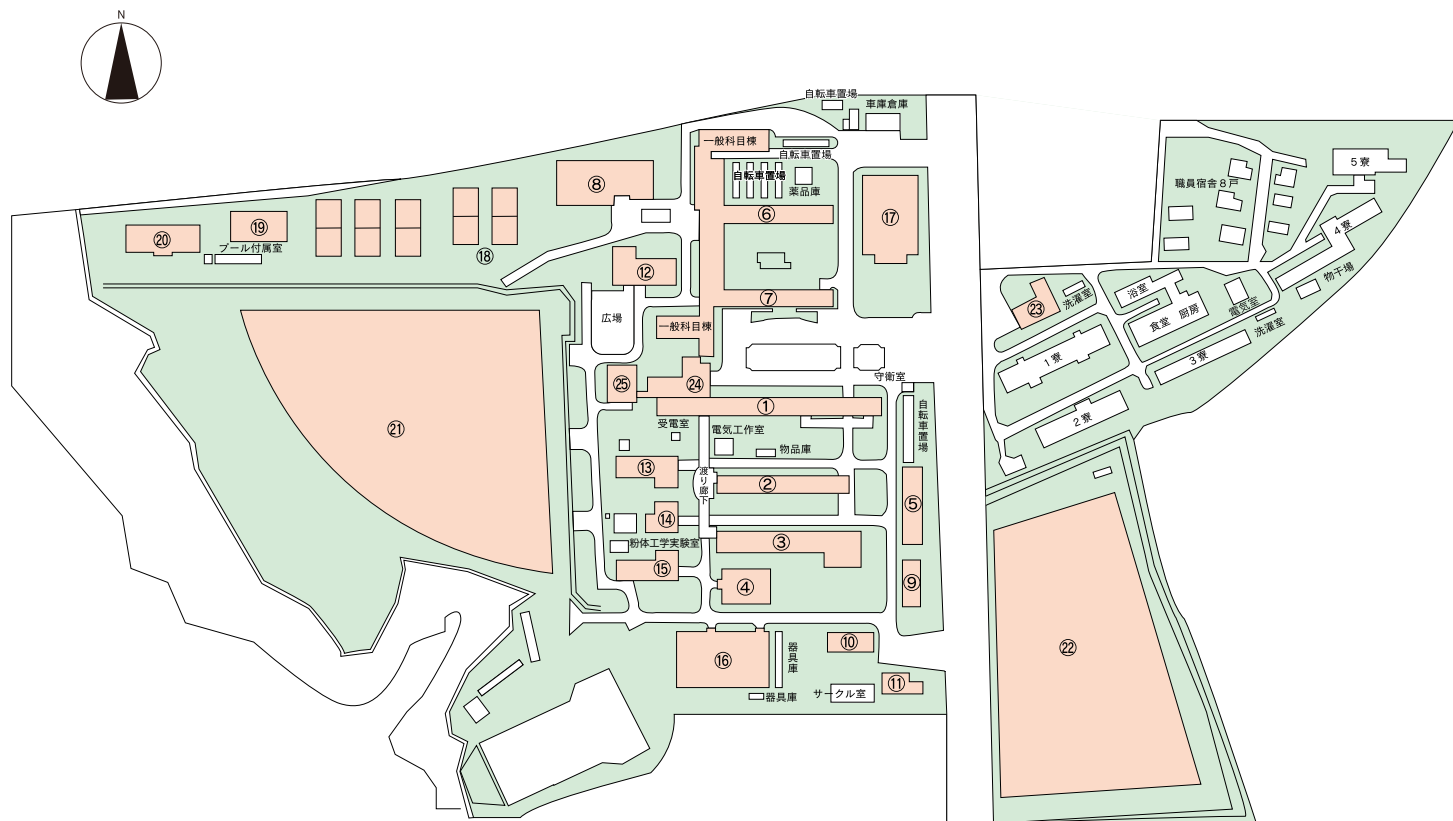 N
自転車置場
車庫倉庫
一般科目棟
自転車置場
自転車置場
薬品庫
⑧
⑥
⑰
⑲
⑳
プール付属室
⑱
⑫
⑦
広場
一般科目棟
職員宿舎8戸
5寮
4寮
物干場
浴室
洗濯室
㉓
食堂 厨房
電気室
洗濯室
1寮
3寮
2寮
守衛室
㉕
㉔
①
自転車置場
受電室
電気工作室
物品庫
㉑
⑬
渡り廊下
②
⑤
⑭
粉体工学実験室
③
⑮
④
⑨
⑯
器具庫
⑩
⑪
器具庫
サークル室
㉒